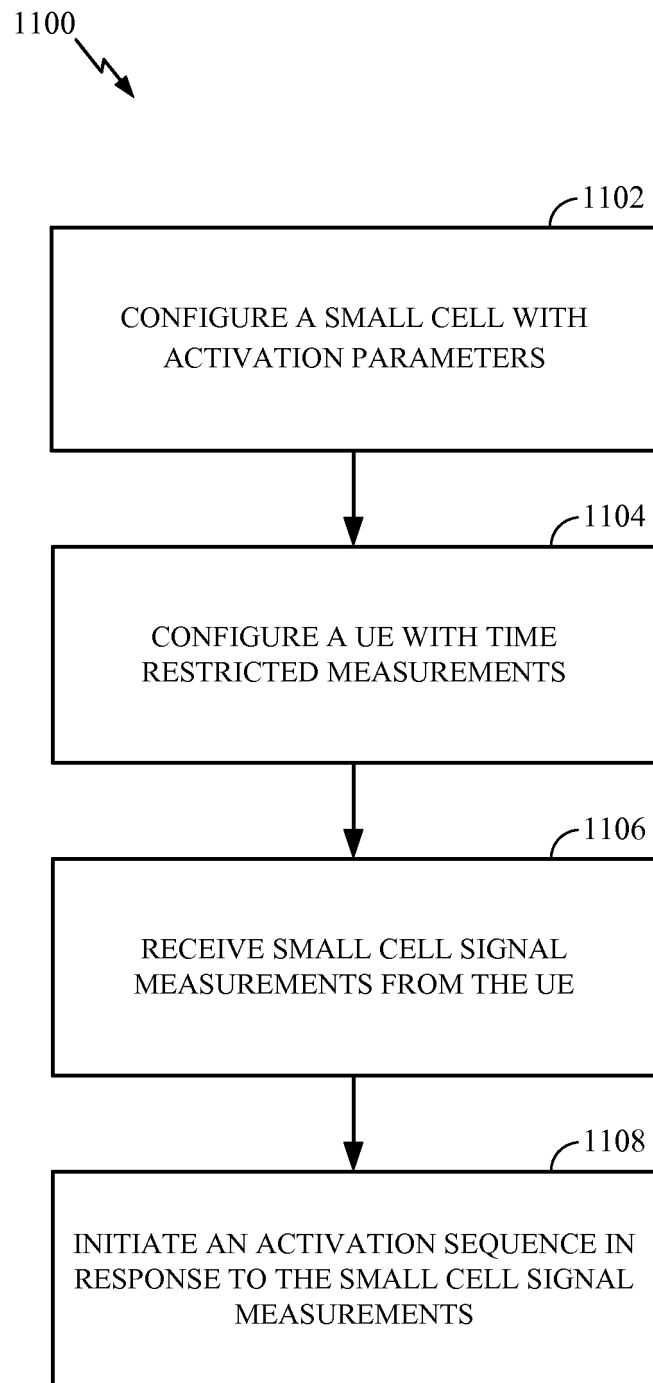 1100
1102
CONFIGURE A SMALL CELL WITH
ACTIVATION PARAMETERS
1104
CONFIGURE A UE WITH TIME
RESTRICTED MEASUREMENTS
1106
RECEIVE SMALL CELL SIGNAL
MEASUREMENTS FROM THE UE
1108
INITIATE AN ACTIVATION SEQUENCE IN
RESPONSE TO THE SMALL CELL SIGNAL
MEASUREMENTS